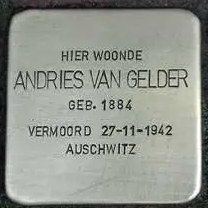 HIER WOONDE
ANDRIES VAN GELDER
GEB. 1884
VERMOORD 27-11-1942
AUSCHWITZ